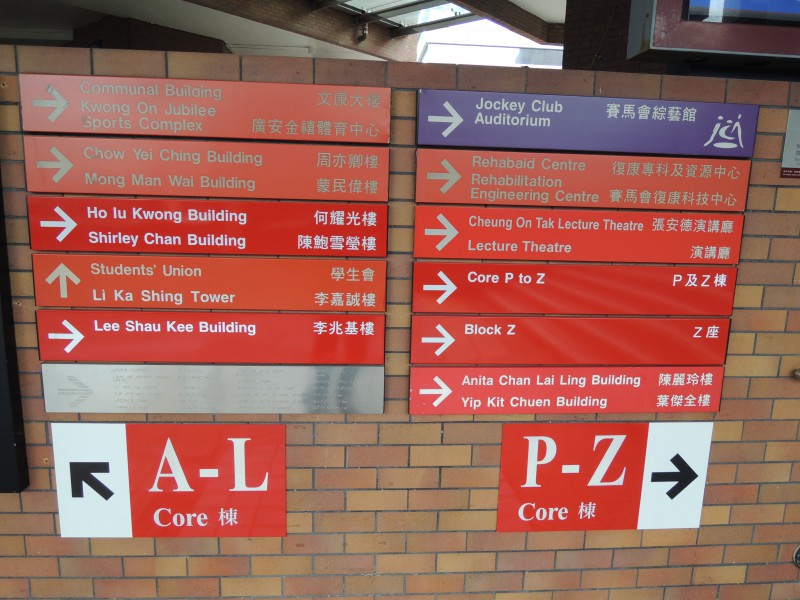 Communal Building 文康大樓
Kwong On Jubilee
Sports Complex 廣安金禧體育中心
Chow Yei Ching Building 周亦卿樓
Mong Man Wai Building 蒙民偉樓
Ho Iu Kwong Building 何耀光樓
Shirley Chan Building 陳鮑雪瑩樓
Students' Union 學生會
Li Ka Shing Tower 李嘉誠樓
Lee Shau Kee Building 李兆基樓
A-L
Core 棟
Jockey Club 賽馬會綜藝館
Auditorium
Rehabaid Centre 復康專科及資源中心
Rehabilitation
Engineering Centre 賽馬會復康科技中心
Cheung On Tak Lecture Theatre 張安德演講廳
Lecture Theatre 演講廳
Core P to Z P及Z棟
Block Z Z座
Anita Chan Lai Ling Building 陳麗玲樓
Yip Kit Chuen Building 葉傑全樓
P-Z
Core 棟